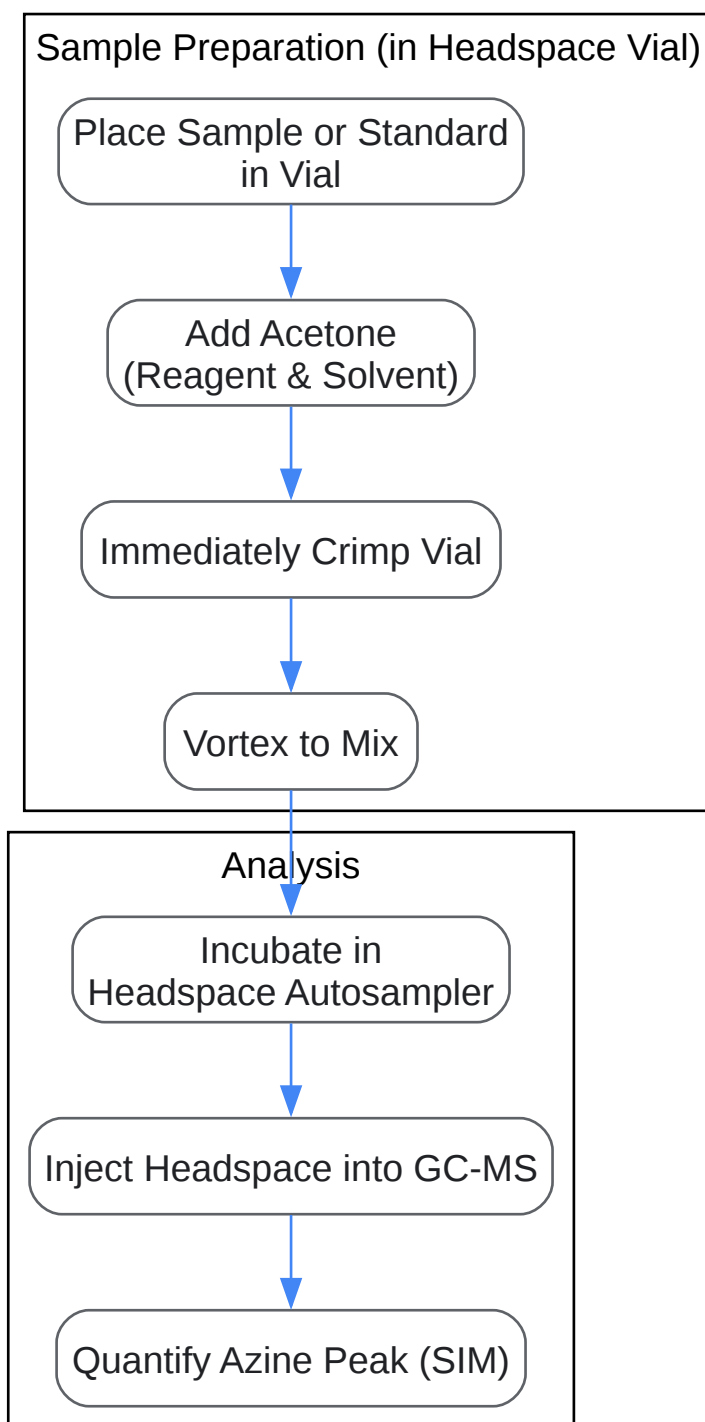 Sample Preparation (in Headspace Vial)
Place Sample or Standard
in Vial
Add Acetone
(Reagent & Solvent)
Immediately Crimp Vial
Vortex to Mix
Analysis
Incubate in
Headspace Autosampler
Inject Headspace into GC-MS
Quantify Azine Peak (SIM)